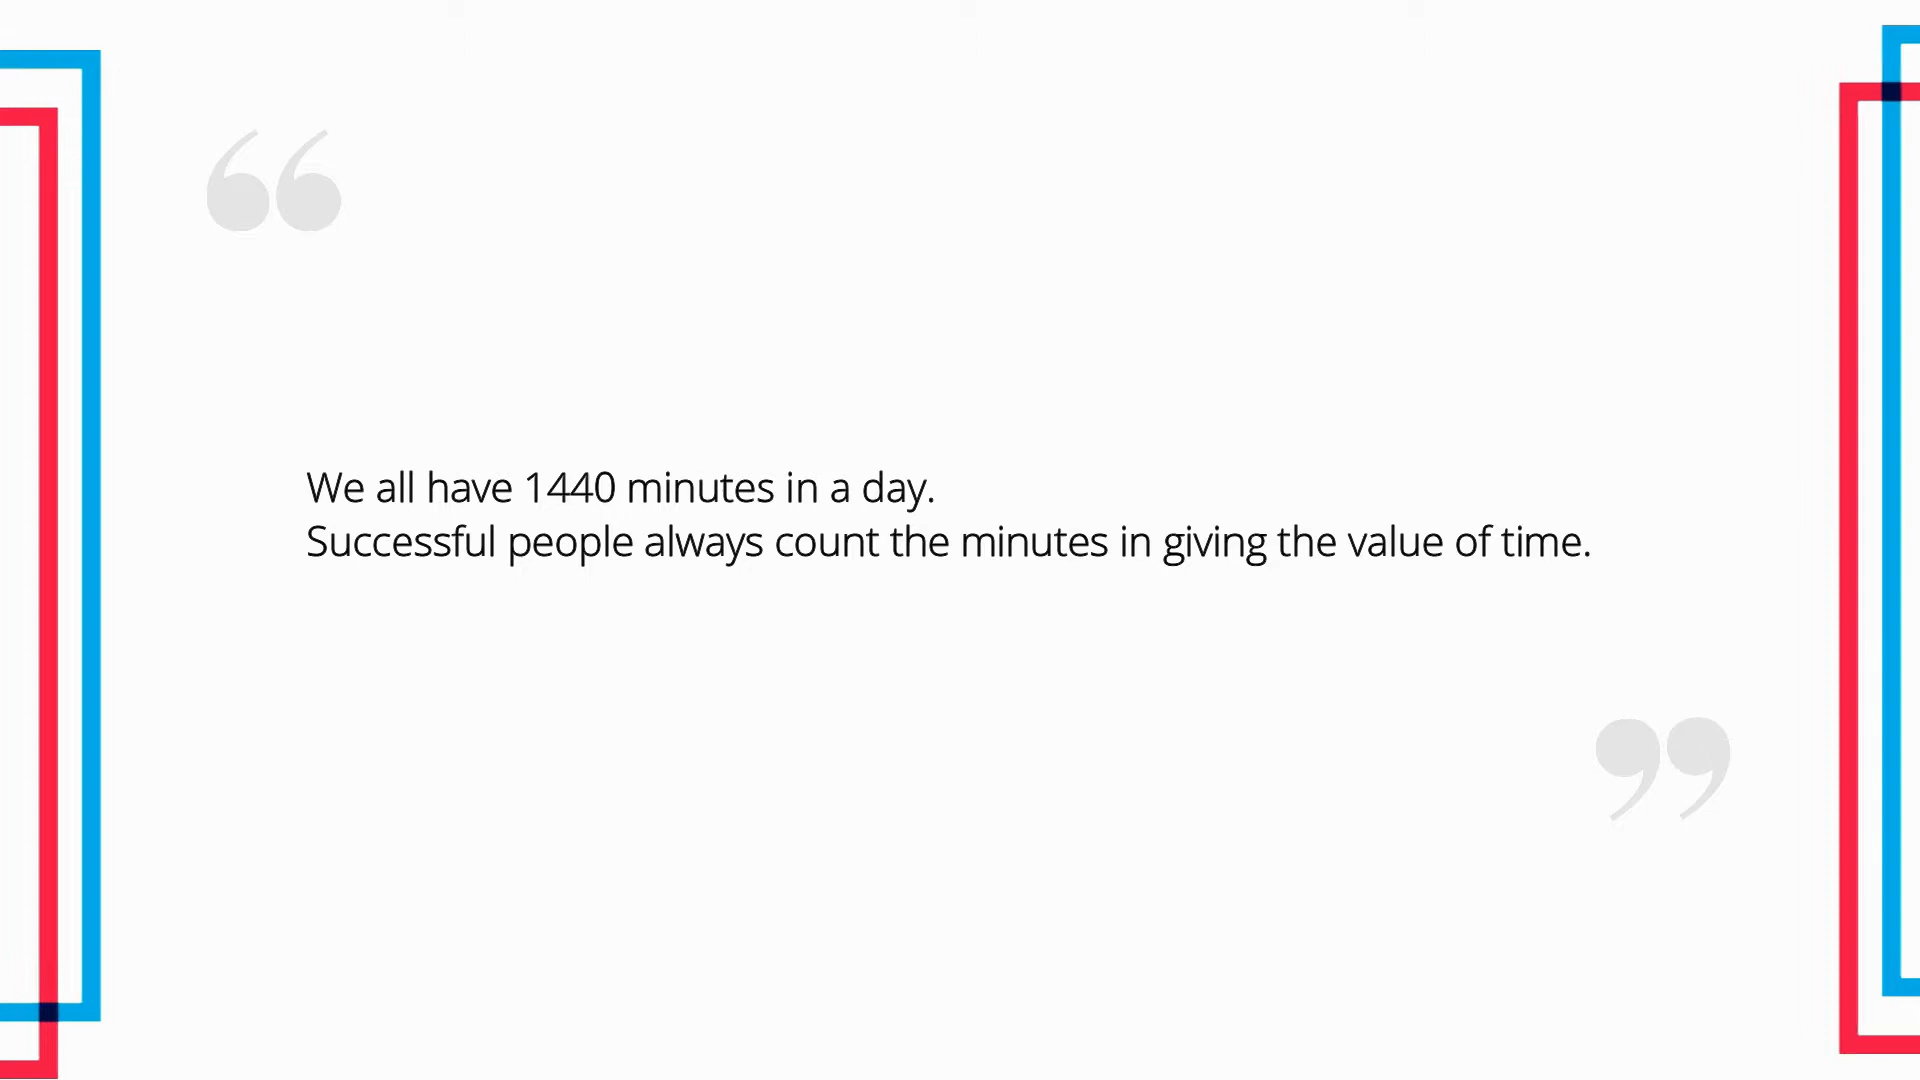 We all have 1440 minutes in a day.
Successful people always count the minutes in giving the value of time.